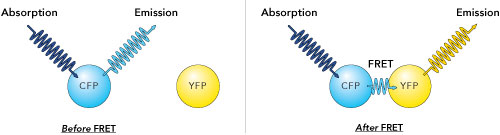 Absorption Emission
CFP YFP
Before FRET
Absorption Emission
FRET
CFP YFP
After FRET